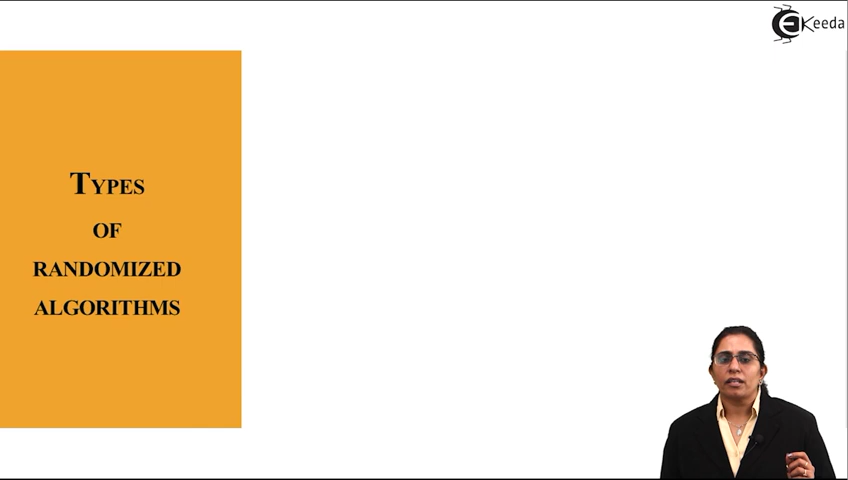 EKeeda
TYPES
OF
RANDOMIZED
ALGORITHMS